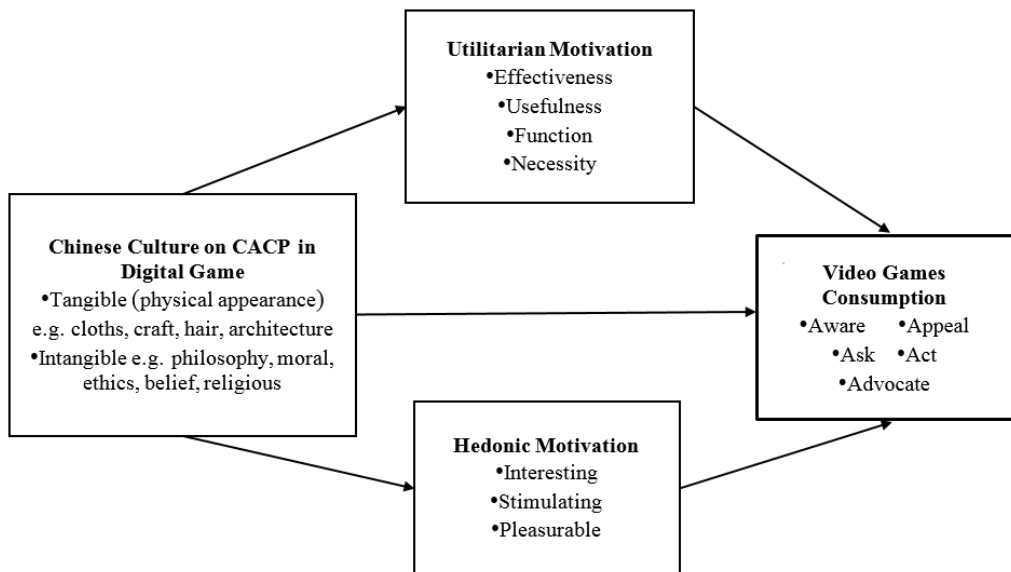 Utilitarian Motivation
•Effectiveness
•Usefulness
•Function
•Necessity
Chinese Culture on CACP in
Digital Game
•Tangible (physical appearance)
e.g. cloths, craft, hair, architecture
•Intangible e.g. philosophy, moral,
ethics, belief, religious
Video Games
Consumption
•Aware •Appeal
•Ask •Act
•Advocate
Hedonic Motivation
•Interesting
•Stimulating
•Pleasurable